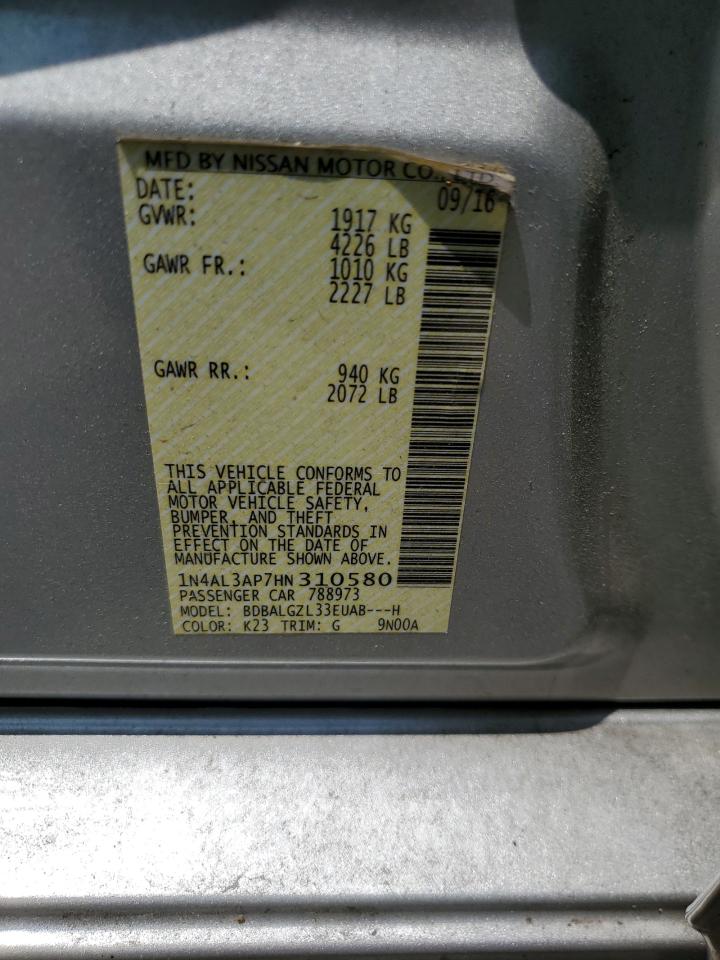 MFD BY NISSAN MOTOR CO., LTD
DATE: 09/16
GVWR: 1917 KG
4226 LB
GAWR FR.: 1010 KG
2227 LB
GAWR RR.: 940 KG
2072 LB
THIS VEHICLE CONFORMS TO
ALL APPLICABLE FEDERAL
MOTOR VEHICLE SAFETY,
BUMPER, AND THEFT
PREVENTION STANDARDS IN
EFFECT ON THE DATE OF
MANUFACTURE SHOWN ABOVE.
1N4AL3AP7HN310580
PASSENGER CAR 788973
MODEL: BDBALGZL33EUAB---H
COLOR: K23 TRIM: G 9N00A